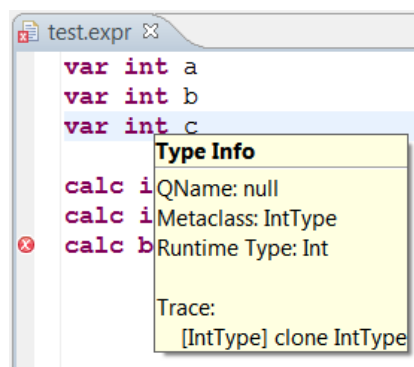 test.expr
var int a
var int b
var int c
Type Info
calc i
QName: null
calc i
Metaclass: IntType
calc b
Runtime Type: Int
Trace:
[IntType] clone IntType